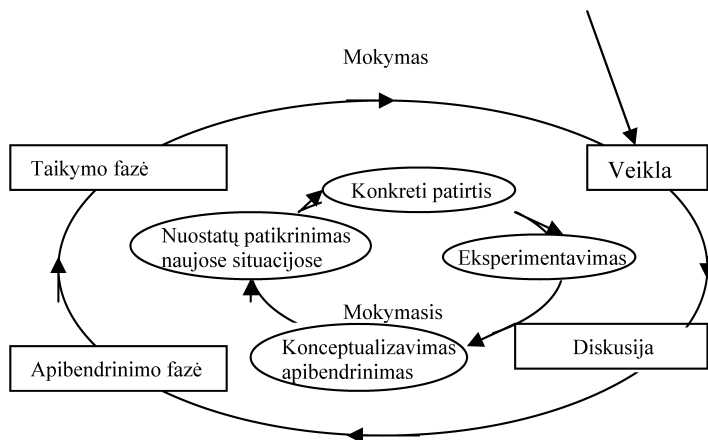 Mokymas
Taikymo fazė
Veikla
Konkreti patirtis
Nuostatų patikrinimas
naujose situacijose
Eksperimentavimas
Mokymasis
Konceptualizavimas
apibendrinimas
Diskusija
Apibendrinimo fazė